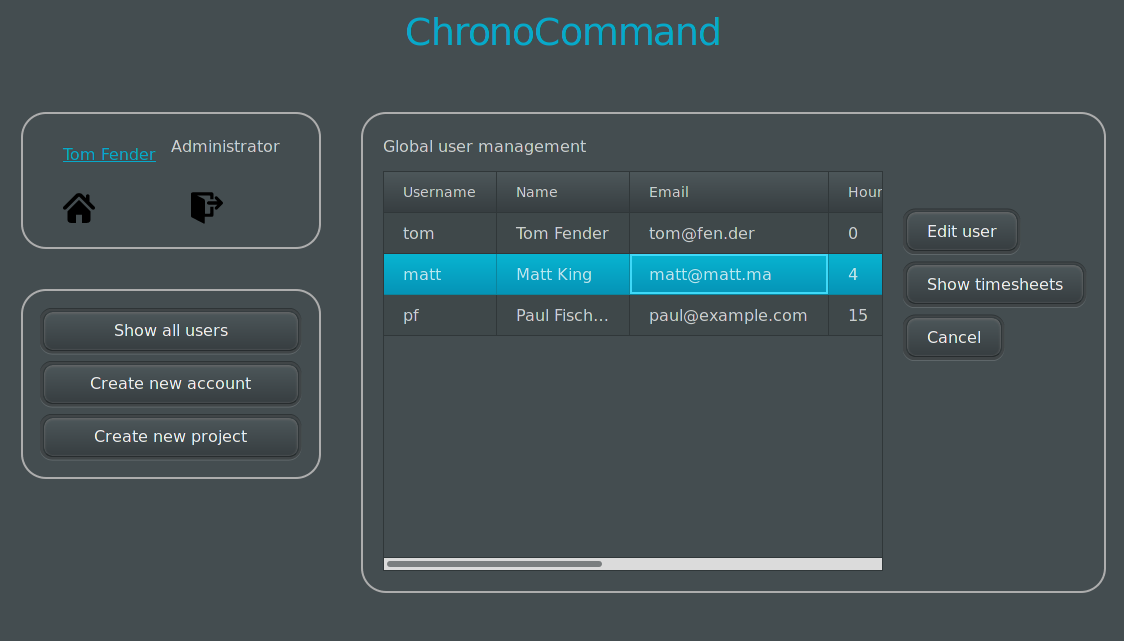 ChronoCommand
Tom Fender Administrator
Show all users
Create new account
Create new project
Global user management
Username Name Email Hour
tom Tom Fender tom@fen.der 0
matt Matt King matt@matt.ma 4
pf Paul Fisch... paul@example.com 15
Edit user
Show timesheets
Cancel